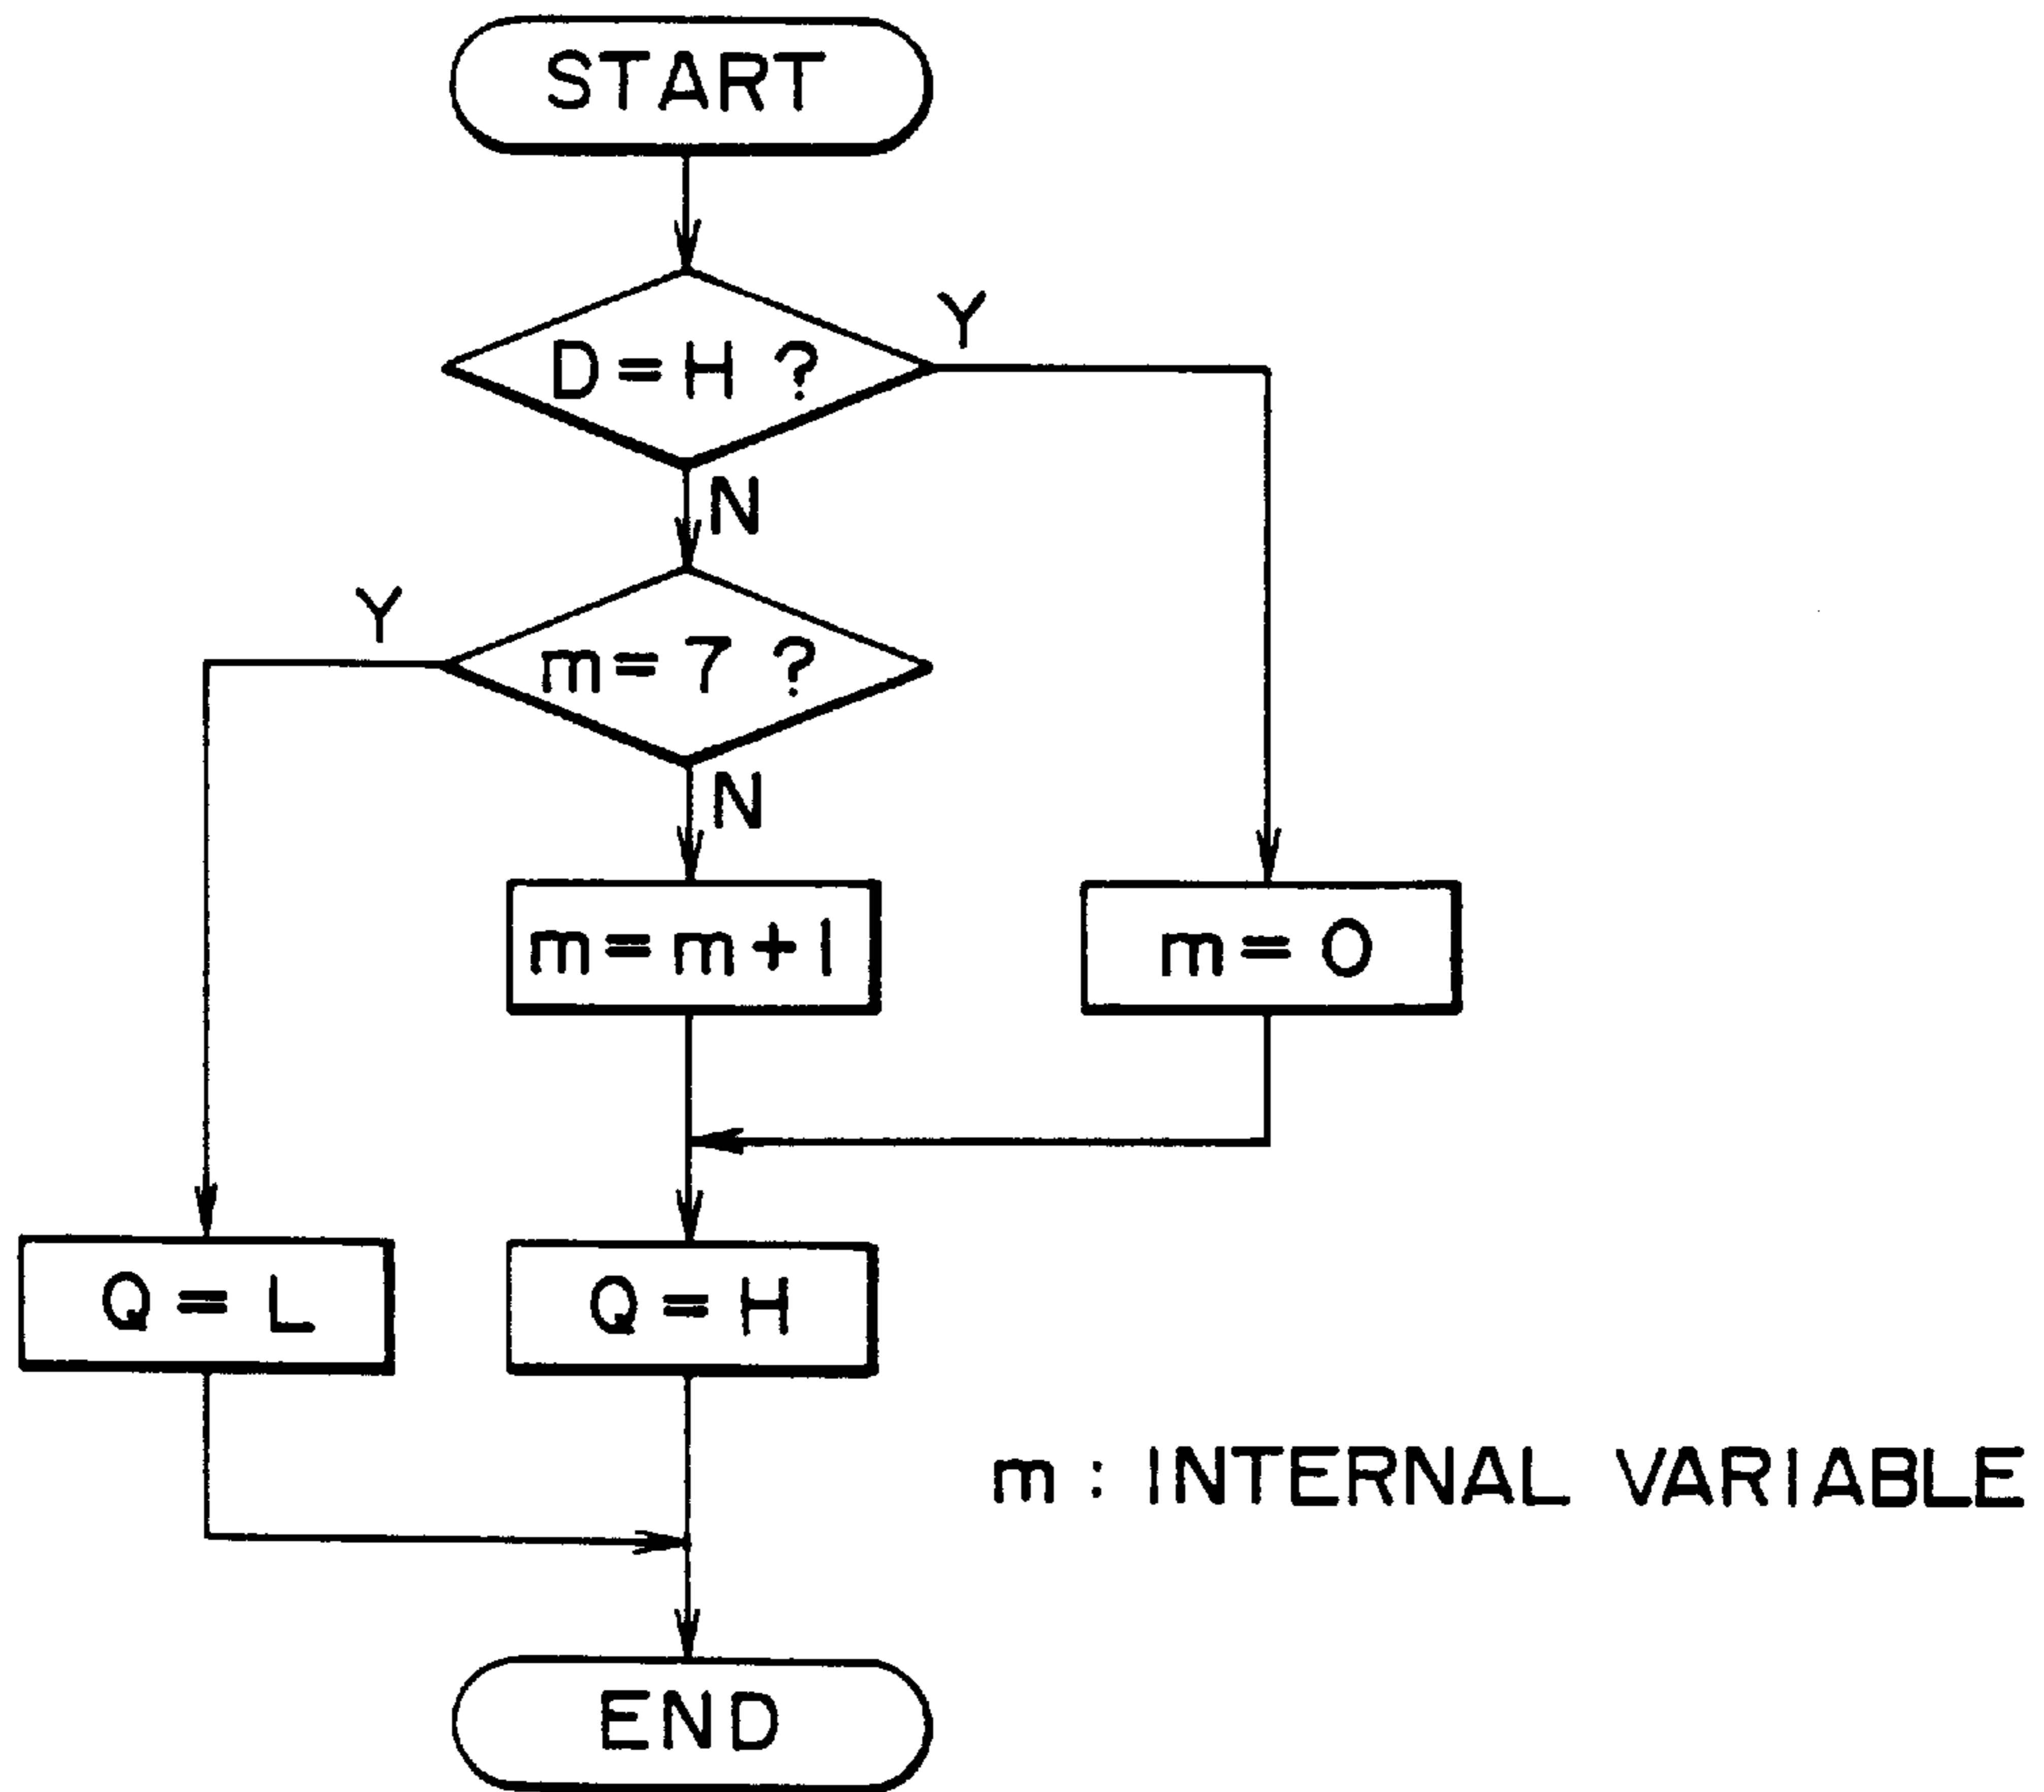 START
D=H ?
Y
N
Y
m=7 ?
N
m=m+1
m=0
Q=L
Q=H
m : INTERNAL VARIABLE
END